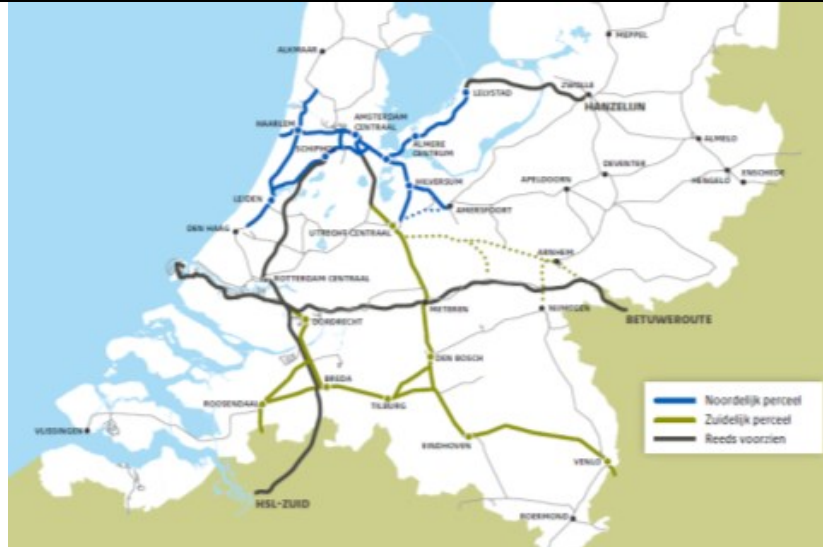 ALKMAAR
MEPPEL
ZWOLLE
HANZELIJN
LELYSTAD
HAARLEM
AMSTERDAM
CENTRAAL
SCHIPHOL
ALMERE
CENTRUM
ALMELO
DEVENTER
HENGELO
ENSCHEDE
APELDOORN
HILVERSUM
LEIDEN
AMERSFOORT
DEN HAAG
UTRECHT CENTRAAL
ARNHEM
ROTTERDAM CENTRAAL
METEREN
NIJMEGEN
BETUWEROUTE
DORDRECHT
DEN BOSCH
BREDA
ROOSENDAAL
TILBURG
VLISSINGEN
EINDHOVEN
VENLO
HSL-ZUID
ROERMOND
Noordelijk perceel
Zuidelijk perceel
Reeds voorzien